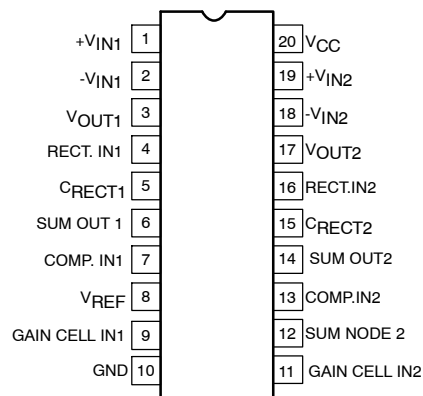 +VIN1 1 20 VCC
-VIN1 2 19 +VIN2
VOUT1 3 18 -VIN2
RECT. IN1 4 17 VOUT2
CRECT1 5 16 RECT.IN2
SUM OUT 1 6 15 CRECT2
COMP. IN1 7 14 SUM OUT2
VREF 8 13 COMP.IN2
GAIN CELL IN1 9 12 SUM NODE 2
GND 10 11 GAIN CELL IN2